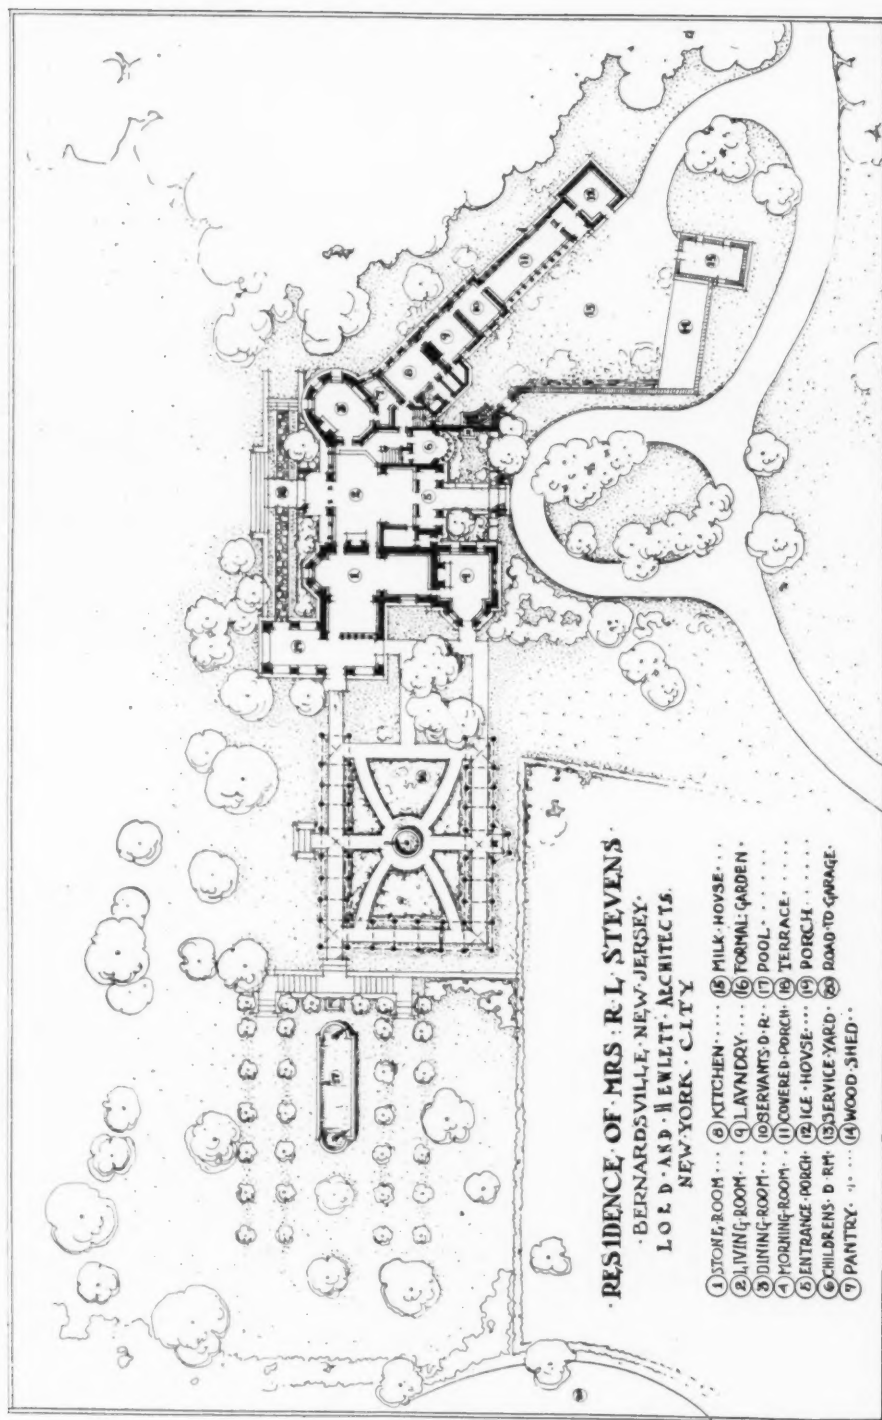 ·RESIDENCE·OF·MRS·R·L·STEVENS·
·BERNARDSVILLE·NEW·JERSEY·
LORD·AND·HEWLETT·ARCHITECTS·
NEW·YORK·CITY
① STONE·ROOM···
② LIVING·ROOM···
③ DINING·ROOM···
④ MORNING·ROOM··
⑤ ENTRANCE·PORCH·
⑥ CHILDRENS·D·RM·
⑦ PANTRY·····
⑧ KITCHEN·····
⑨ LAVNDRY····
⑩ SERVANTS·D·R··
⑪ COVERED·PORCH·
⑫ ICE·HOVSE····
⑬ SERVICE·YARD·
⑭ WOOD·SHED··
⑮ MILK·HOVSE···
⑯ FORMAL·GARDEN·
⑰ POOL·······
⑱ TERRACE·····
⑲ PORCH······
⑳ ROAD·TO·GARAGE·